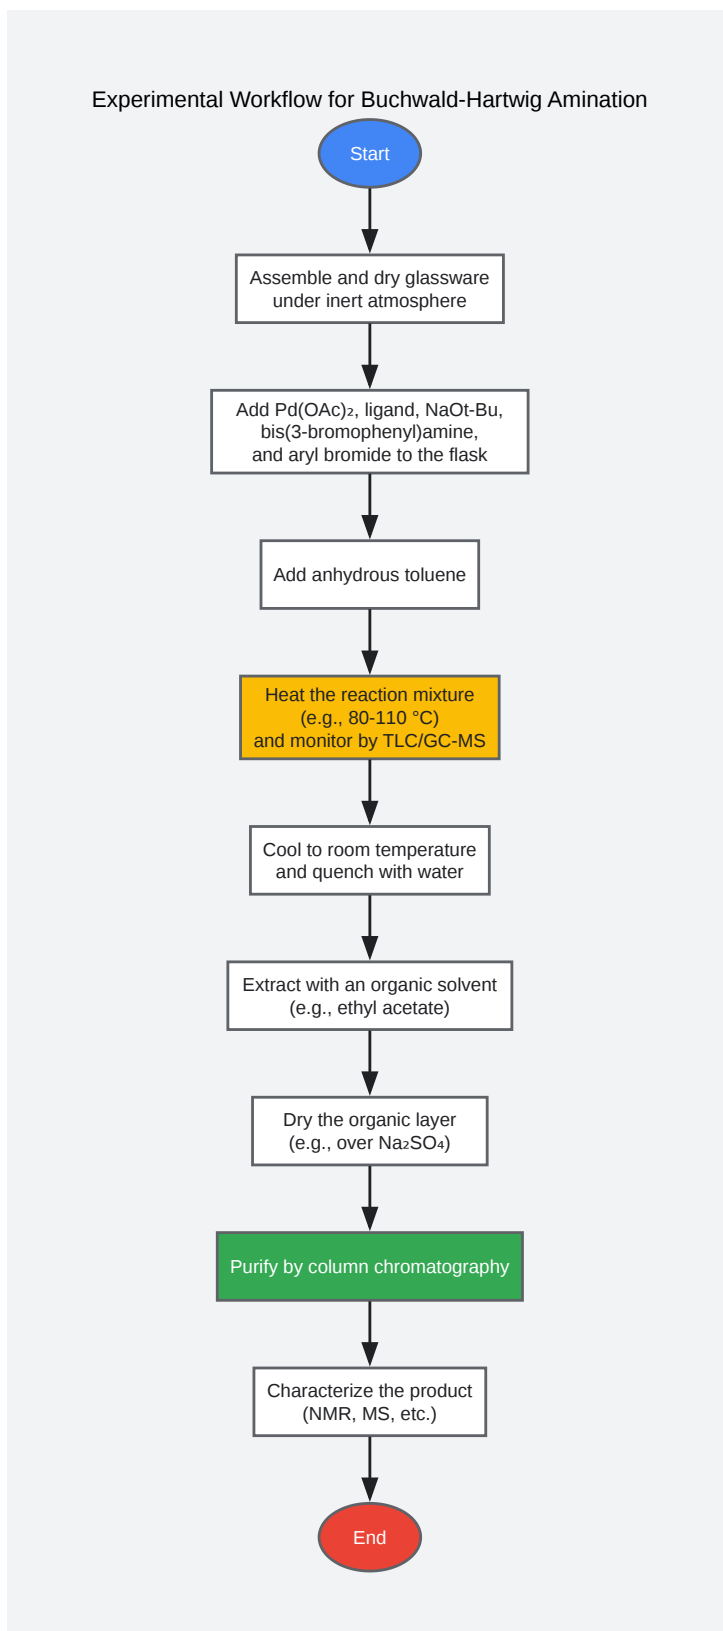 Experimental Workflow for Buchwald-Hartwig Amination
Start
Assemble and dry glassware
under inert atmosphere
Add Pd(OAc)₂, ligand, NaOt-Bu,
bis(3-bromophenyl)amine,
and aryl bromide to the flask
Add anhydrous toluene
Heat the reaction mixture
(e.g., 80-110 °C)
and monitor by TLC/GC-MS
Cool to room temperature
and quench with water
Extract with an organic solvent
(e.g., ethyl acetate)
Dry the organic layer
(e.g., over Na₂SO₄)
Purify by column chromatography
Characterize the product
(NMR, MS, etc.)
End